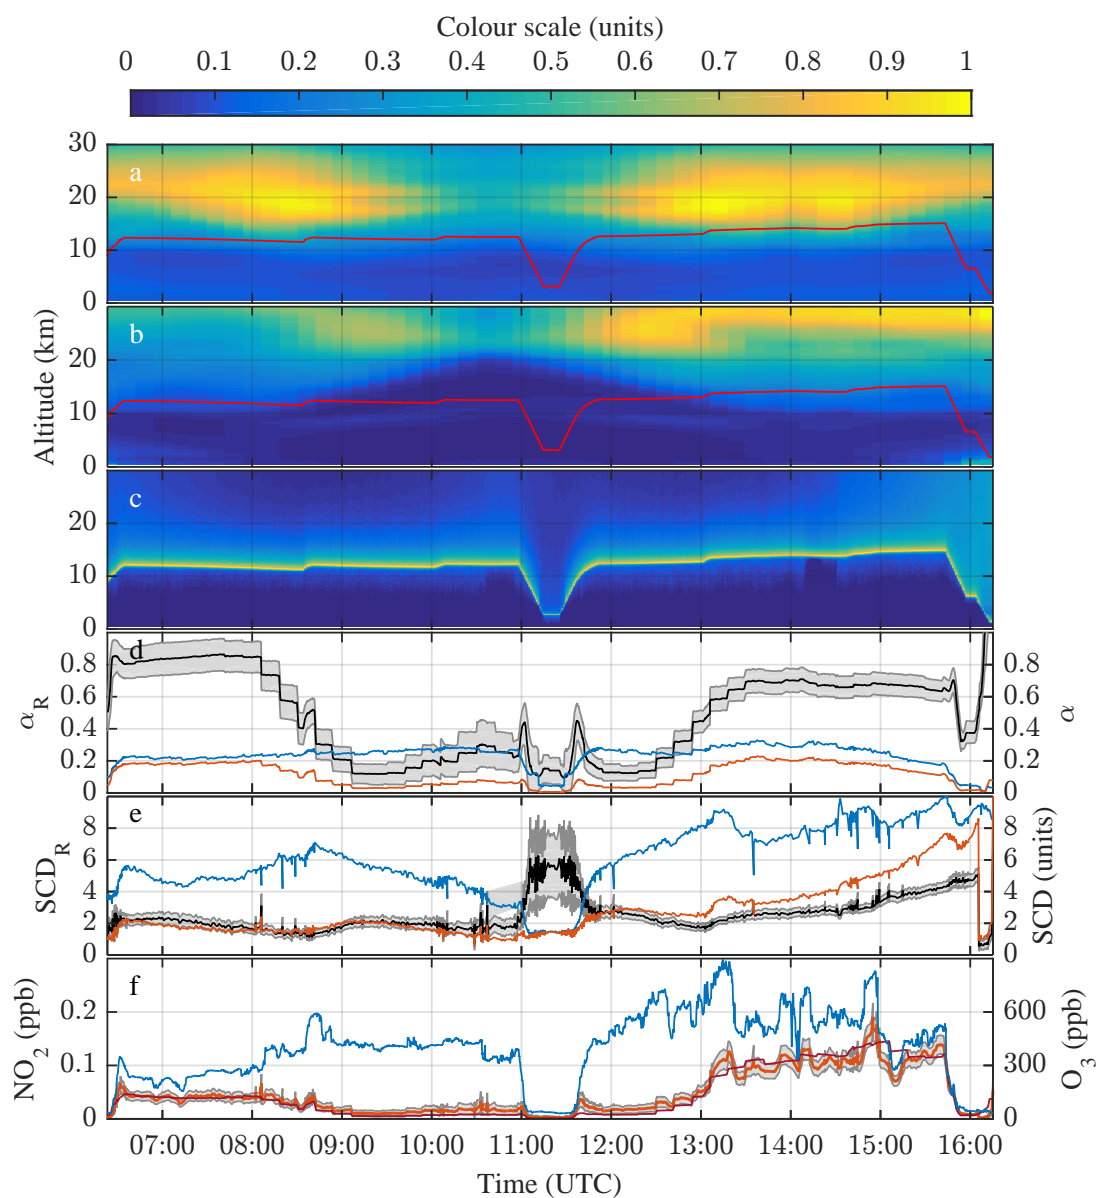 Colour scale (units)
0 0.1 0.2 0.3 0.4 0.5 0.6 0.7 0.8 0.9 1
a
30
20
10
0
b
Altitude (km)
20
10
0
c
20
10
0
d
α_R
0.8
0.6
0.4
0.2
0
0.8
0.6
0.4
0.2
0
α
e
SCD_R
8
6
4
2
0
8
6
4
2
0
SCD (units)
f
NO_2 (ppb)
0.2
0.1
0
600
300
0
O_3 (ppb)
07:00 08:00 09:00 10:00 11:00 12:00 13:00 14:00 15:00 16:00
Time (UTC)